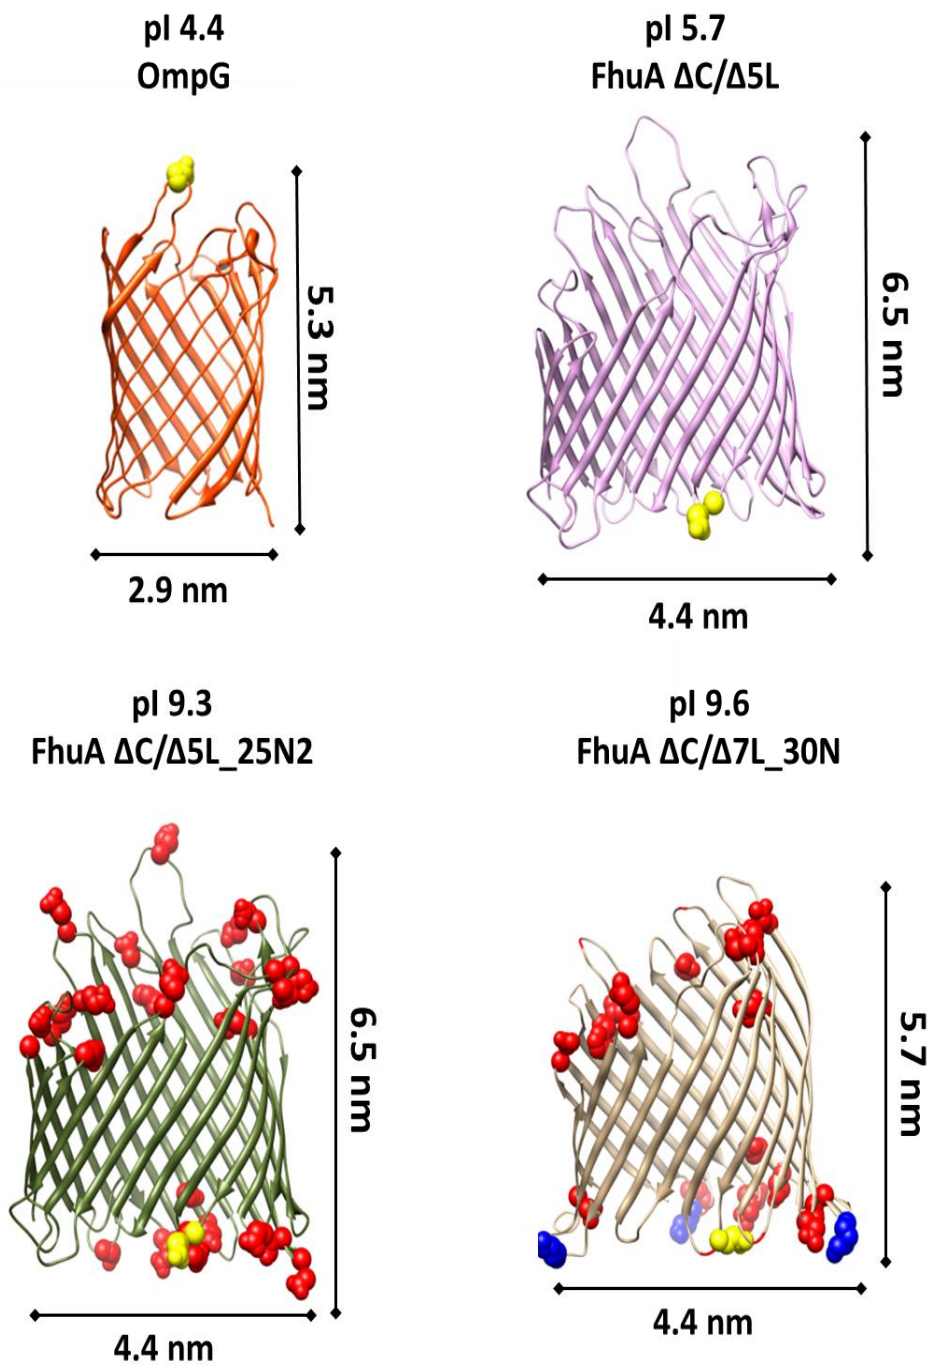 pI 4.4
OmpG
5.3 nm
2.9 nm
pI 5.7
FhuA ΔC/Δ5L
6.5 nm
4.4 nm
pI 9.3
FhuA ΔC/Δ5L_25N2
6.5 nm
4.4 nm
pI 9.6
FhuA ΔC/Δ7L_30N
5.7 nm
4.4 nm